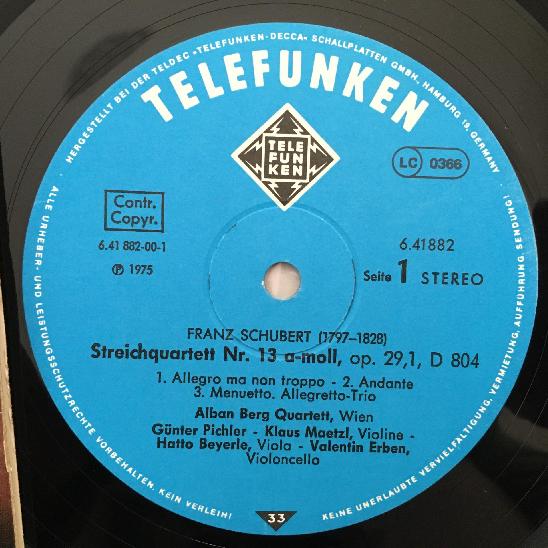 HERGESTELLT BEI DER TELDEC »TELEFUNKEN-DECCA« SCHALLPLATTEN GMBH, HAMBURG 19, GERMANY
TELEFUNKEN
TELE
FUN
KEN
LC 0366
Contr.
Copyr.
6.41 882-00-1
℗ 1975
6.41882
Seite 1 STEREO
FRANZ SCHUBERT (1797–1828)
Streichquartett Nr. 13 a-moll, op. 29,1, D 804
1. Allegro ma non troppo - 2. Andante
3. Menuetto. Allegretto-Trio
Alban Berg Quartett, Wien
Günter Pichler - Klaus Maetzl, Violine -
Hatto Beyerle, Viola - Valentin Erben,
Violoncello
ALLE URHEBER- UND LEISTUNGSSCHUTZRECHTE VORBEHALTEN. KEIN VERLEIH!
KEINE UNERLAUBTE VERVIELFÄLTIGUNG, VERMIETUNG, AUFFÜHRUNG, SENDUNG!
33